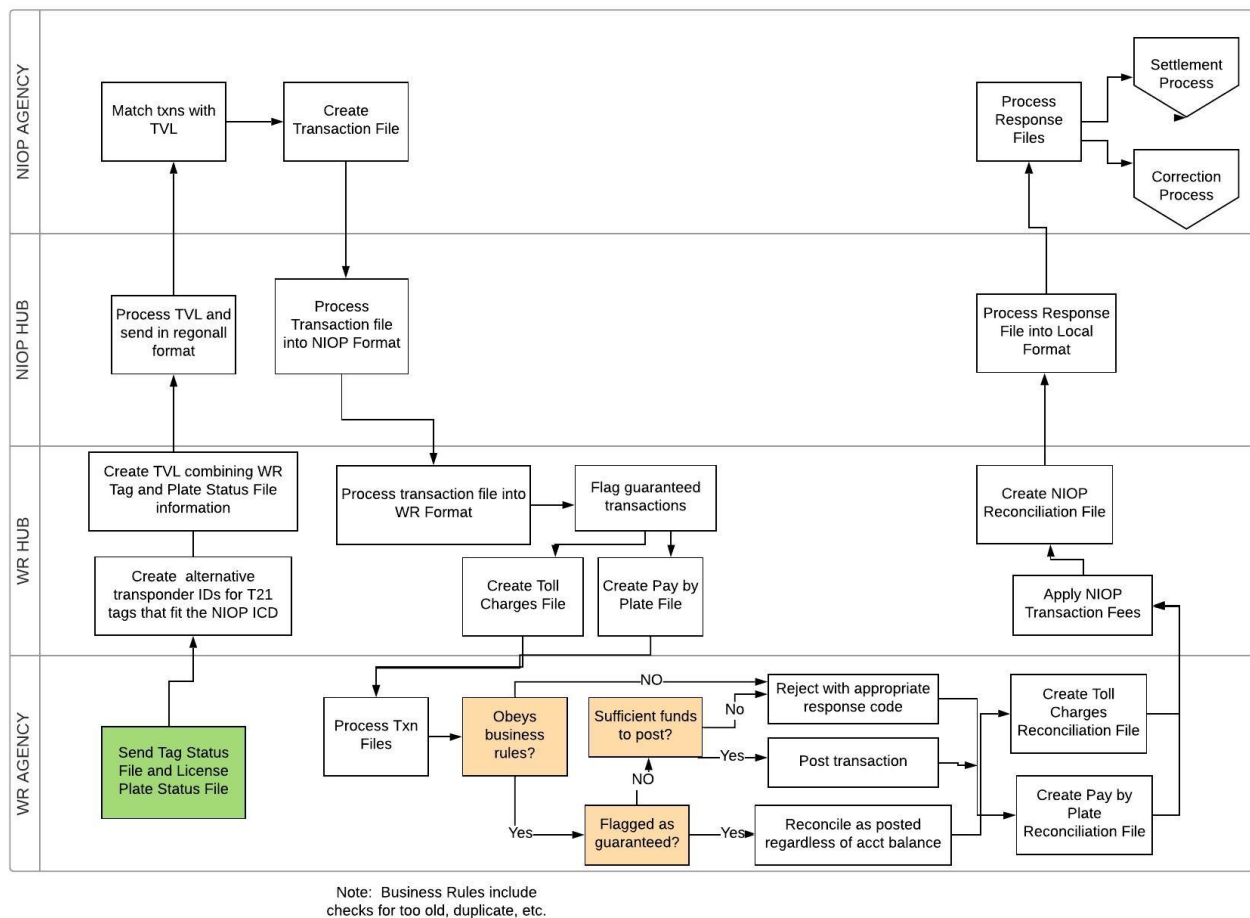 NIOP AGENCY
Match txns with
TVL
Create
Transaction File
Process
Response
Files
Settlement
Process
Correction
Process
NIOP HUB
Process TVL and
send in regonall
format
Process
Transaction file
into NIOP Format
Process Response
File into Local
Format
WR HUB
Create TVL combining WR
Tag and Plate Status File
information
Process transaction file into
WR Format
Flag guaranteed
transactions
Create NIOP
Reconciliation File
Create alternative
transponder IDs for T21
tags that fit the NIOP ICD
Create Toll
Charges File
Create Pay by
Plate File
Apply NIOP
Transaction Fees
WR AGENCY
Send Tag Status
File and License
Plate Status File
Process Txn
Files
Obeys
business
rules?
NO
Yes
Sufficient funds
to post?
No
Yes
NO
Flagged as
guaranteed?
Yes
Reject with appropriate
response code
Post transaction
Reconcile as posted
regardless of acct balance
Create Toll
Charges
Reconciliation File
Create Pay by
Plate
Reconciliation File
Note: Business Rules include
checks for too old, duplicate, etc.